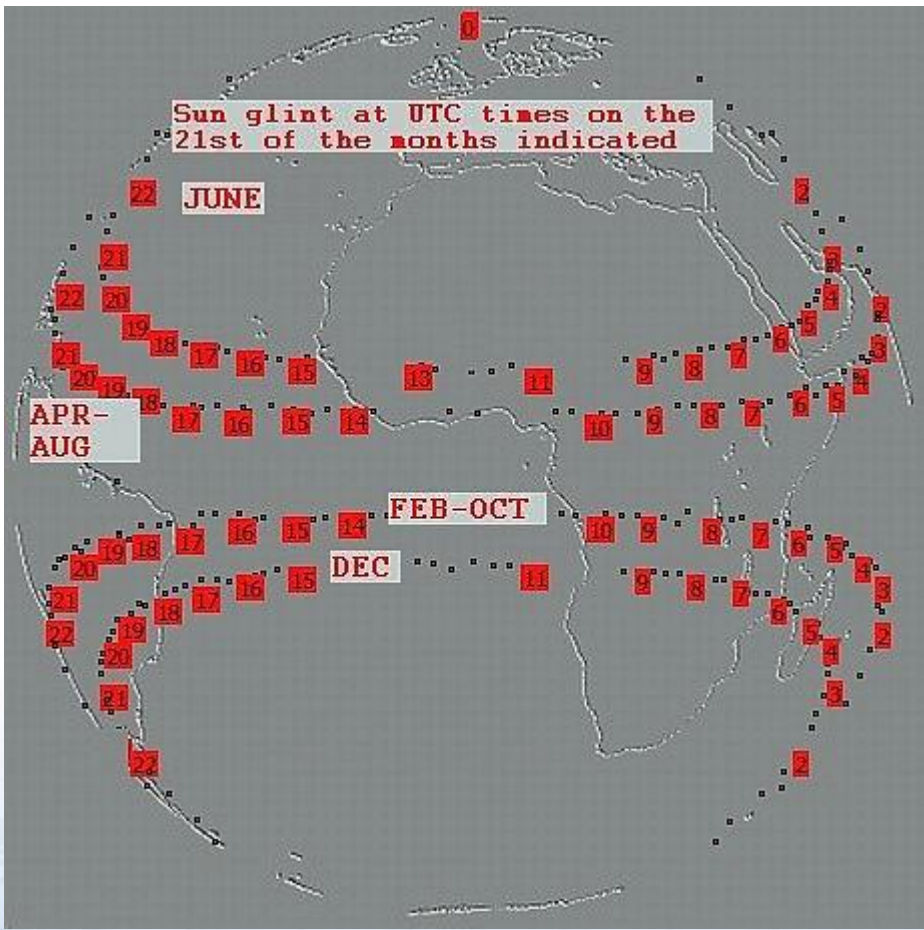 0
Sun glint at UTC times on the
21st of the months indicated
22 JUNE 2
21 3
22 20 4 2
19 5
18 6 3
21 17 16 15 13 11 9 8 7
20 19 18 4
APR-
AUG
17 16 15 14 10 9 8 7 6 5
FEB-OCT
20 19 18 17 16 15 14 10 9 8 7 6 5 4
DEC
21 18 17 16 15 11 9 8 7 6 3
22 19 5 2
20 4
21 3
22 2